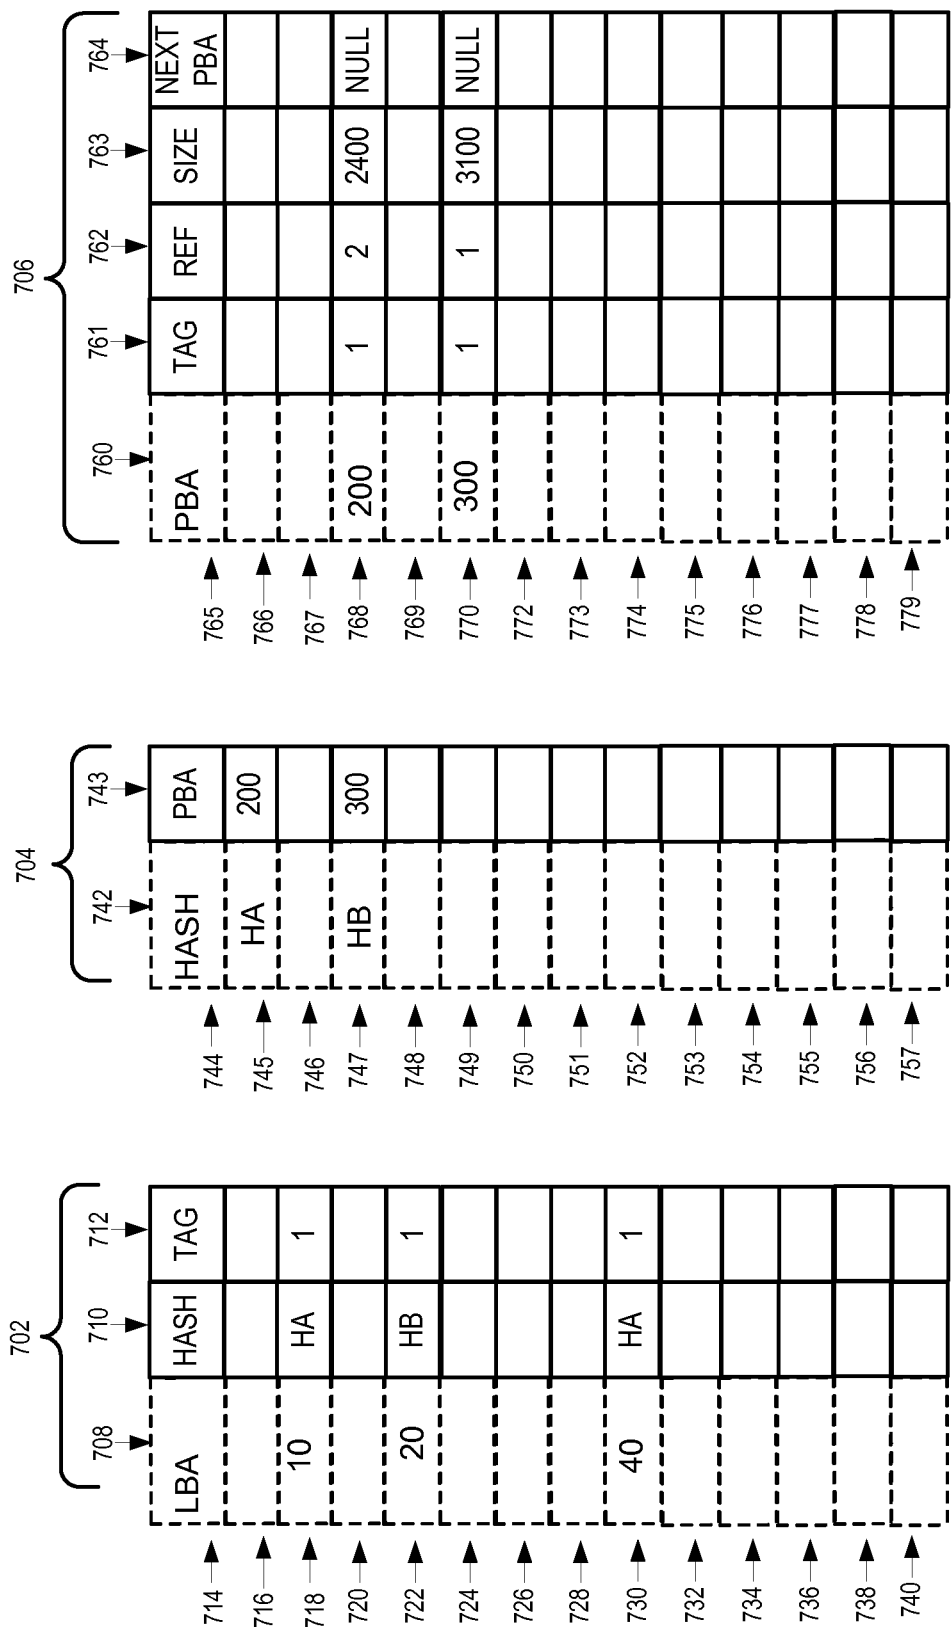 702
708 710 712
714 LBA HASH TAG
716
718 10 HA 1
720
722 20 HB 1
724
726
728
730 40 HA 1
732
734
736
738
740
704
742 743
744 HASH PBA
745 HA 200
746
747 HB 300
748
749
750
751
752
753
754
755
756
757
706
760 761 762 763 764
765 PBA TAG REF SIZE NEXT
PBA
766
767
768 200 1 2 2400 NULL
769
770 300 1 1 3100 NULL
772
773
774
775
776
777
778
779